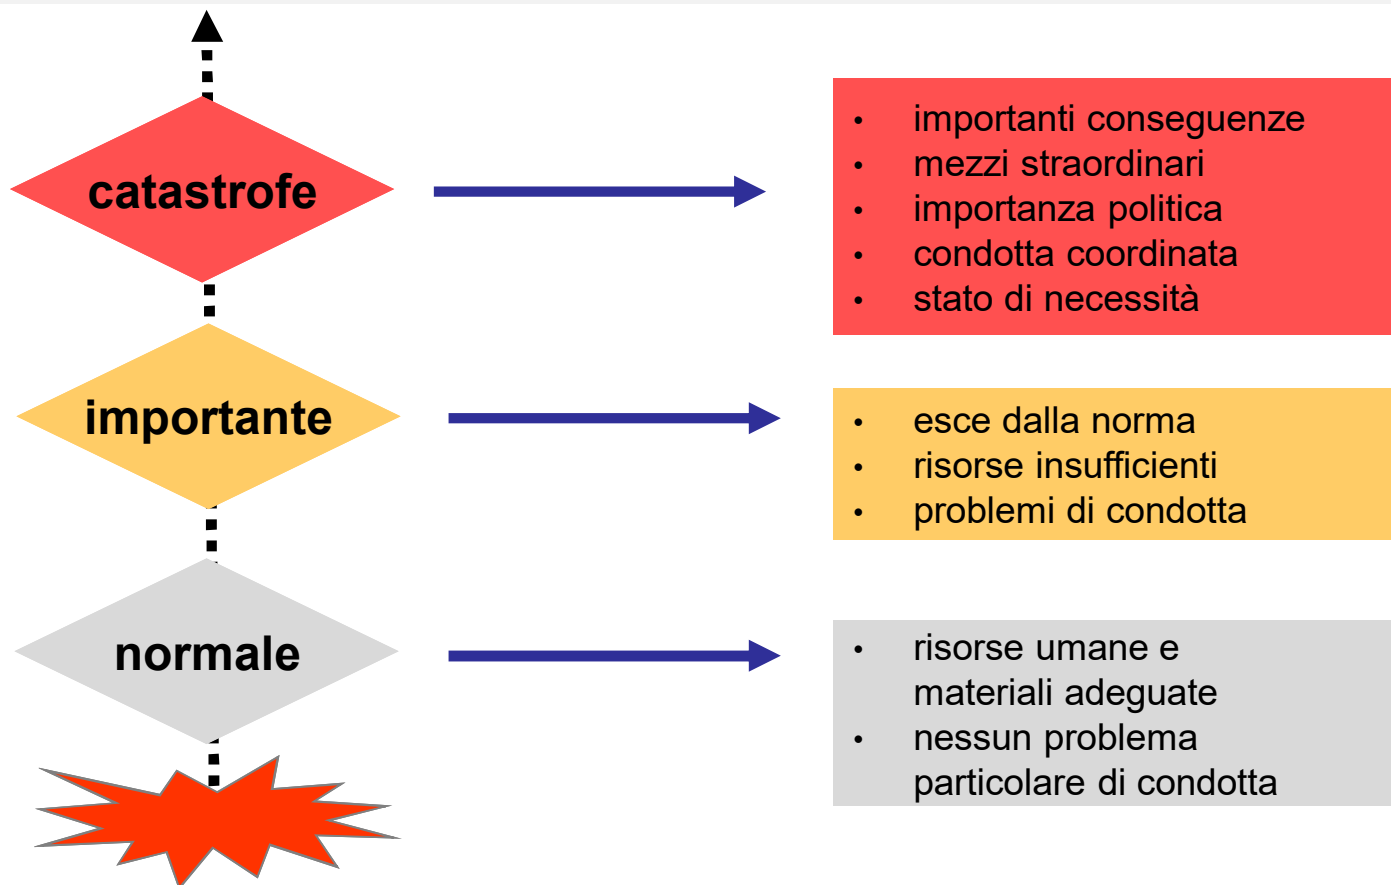 catastrofe
• importanti conseguenze
• mezzi straordinari
• importanza politica
• condotta coordinata
• stato di necessità
importante
• esce dalla norma
• risorse insufficienti
• problemi di condotta
normale
• risorse umane e
materiali adeguate
• nessun problema
particolare di condotta